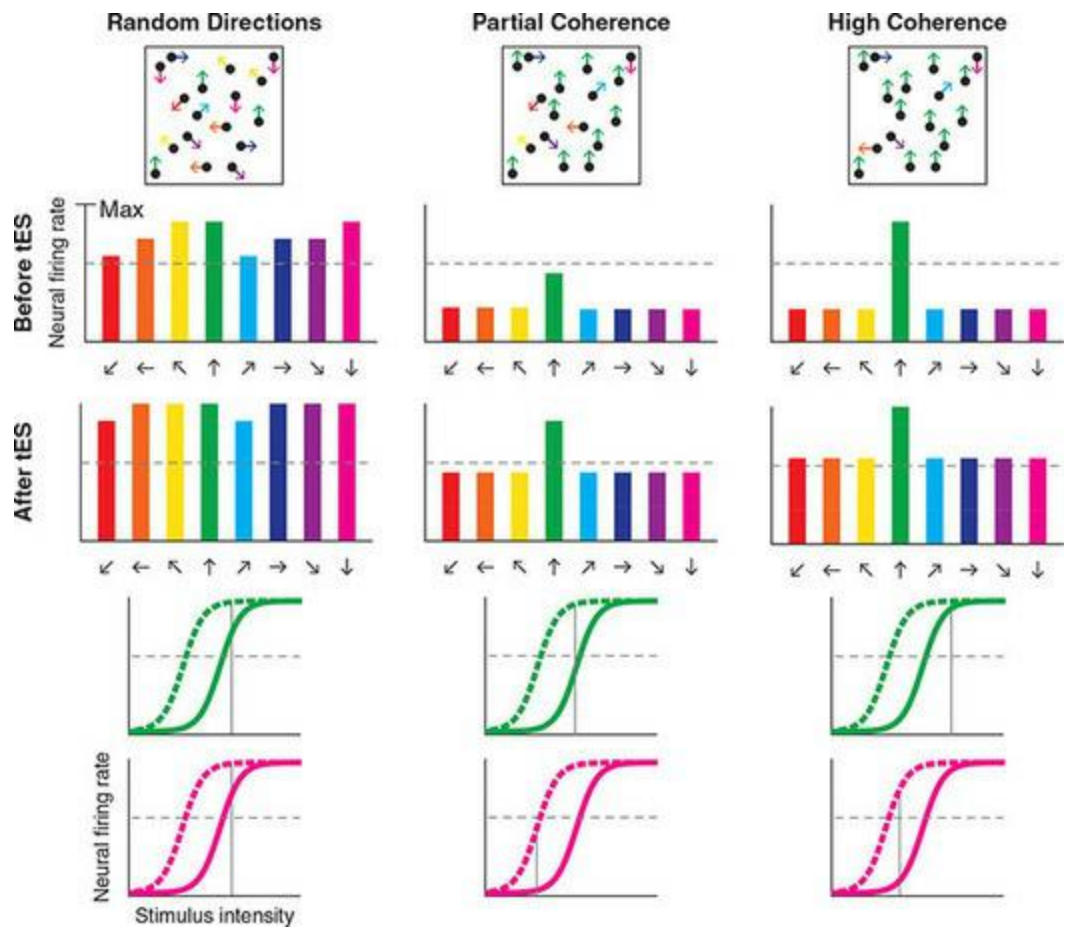 Random Directions
Partial Coherence
High Coherence
Before tES
Neural firing rate
Max
↙ ← ↖ ↑ ↗ → ↘ ↓
↙ ← ↖ ↑ ↗ → ↘ ↓
↙ ← ↖ ↑ ↗ → ↘ ↓
After tES
↙ ← ↖ ↑ ↗ → ↘ ↓
↙ ← ↖ ↑ ↗ → ↘ ↓
↙ ← ↖ ↑ ↗ → ↘ ↓
Neural firing rate
Stimulus intensity